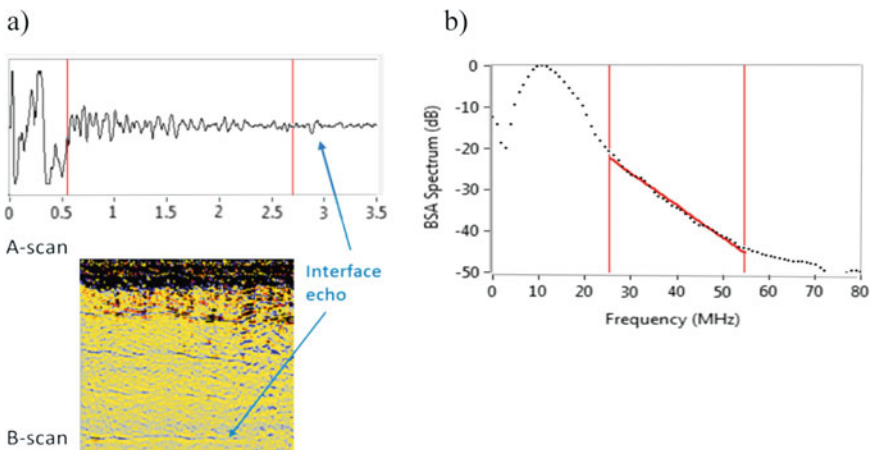 a)
0 0.5 1 1.5 2 2.5 3 3.5
A-scan
Interface
echo
B-scan
b)
BSA Spectrum (dB)
0
-10
-20
-30
-40
-50
0 10 20 30 40 50 60 70 80
Frequency (MHz)